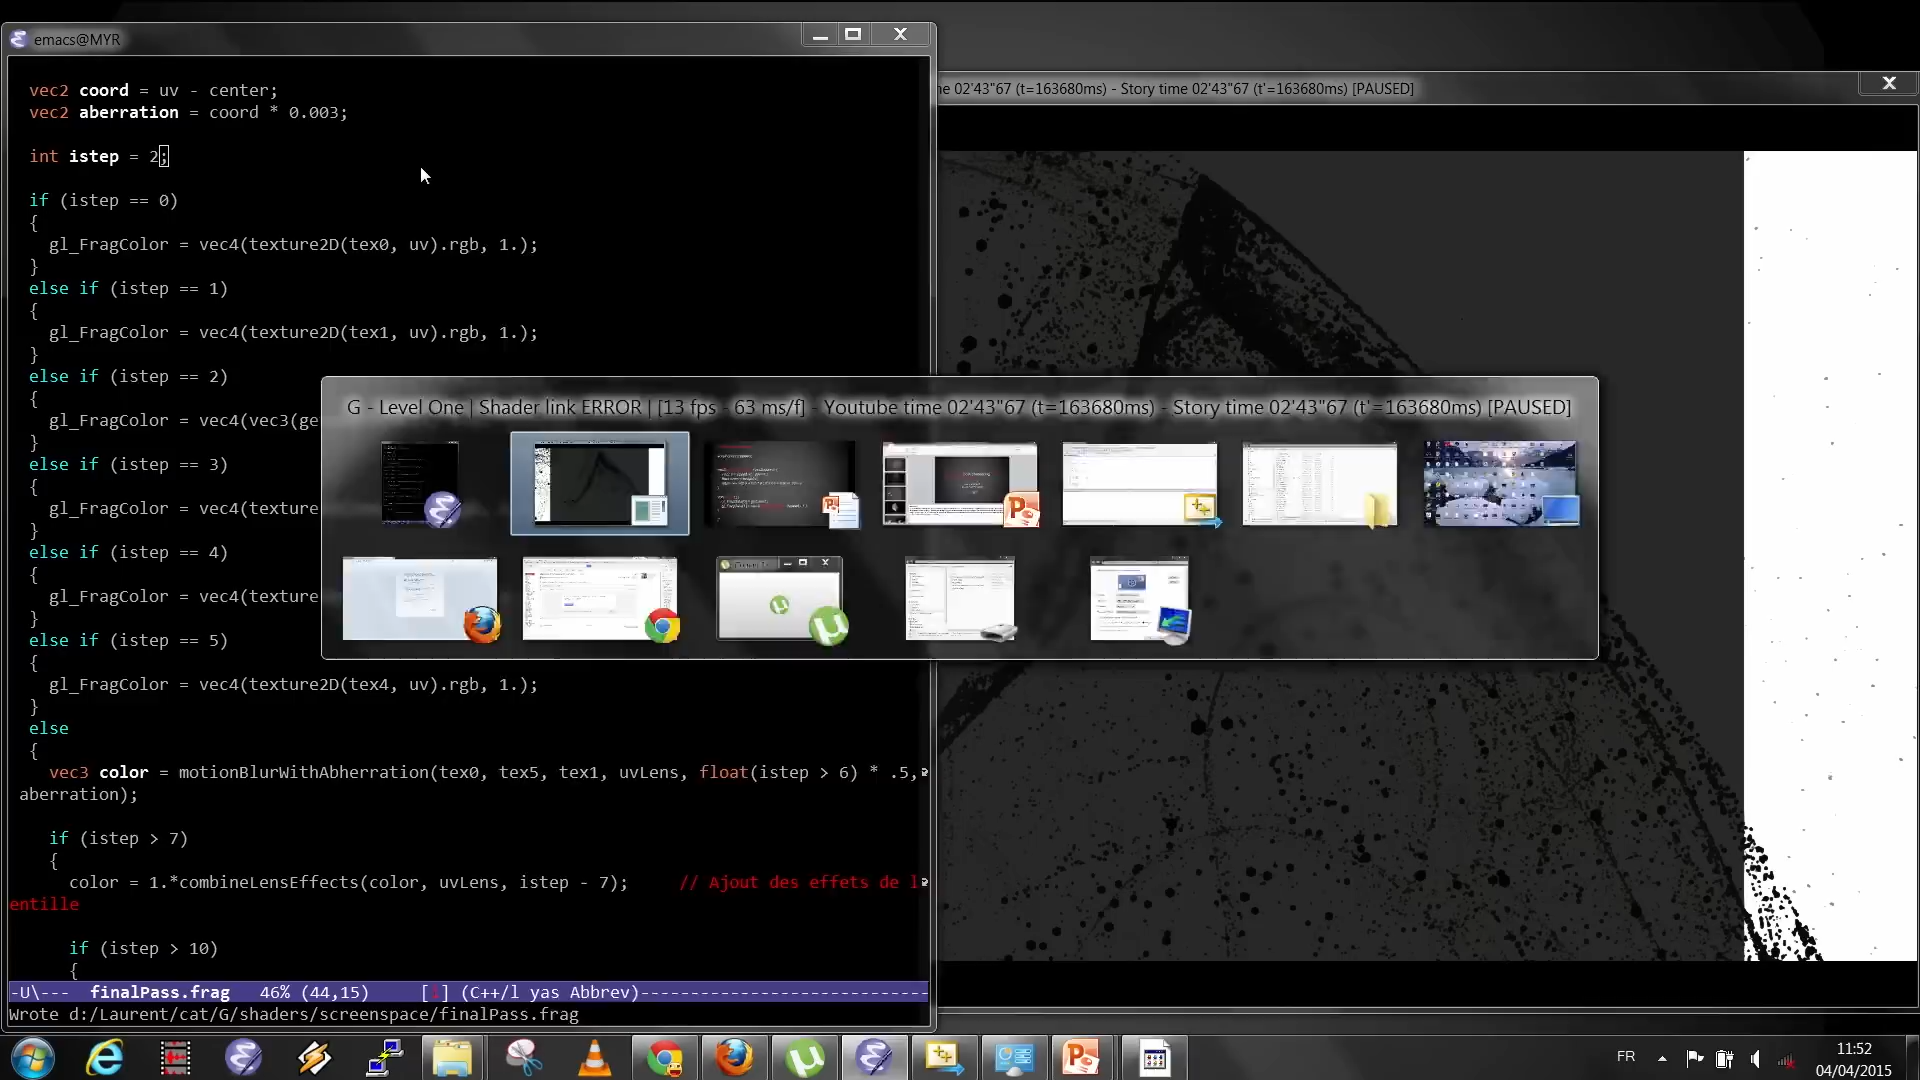 emacs@MYR
vec2 coord = uv - center;
vec2 aberration = coord * 0.003;
int istep = 2;
if (istep == 0)
{
gl_FragColor = vec4(texture2D(tex0, uv).rgb, 1.);
}
else if (istep == 1)
{
gl_FragColor = vec4(texture2D(tex1, uv).rgb, 1.);
}
else if (istep == 2)
{
gl_FragColor = vec4(vec3(ge
}
else if (istep == 3)
{
gl_FragColor = vec4(texture
}
else if (istep == 4)
{
gl_FragColor = vec4(texture
}
else if (istep == 5)
{
gl_FragColor = vec4(texture2D(tex4, uv).rgb, 1.);
}
else
{
vec3 color = motionBlurWithAbherration(tex0, tex5, tex1, uvLens, float(istep > 6) * .5,
aberration);
if (istep > 7)
{
color = 1.*combineLensEffects(color, uvLens, istep - 7); // Ajout des effets de l
entille
if (istep > 10)
{
-U\--- finalPass.frag 46% (44,15) [ ] (C++/l yas Abbrev)-----------------------------
Wrote d:/Laurent/cat/G/shaders/screenspace/finalPass.frag
ne 02'43"67 (t=163680ms) - Story time 02'43"67 (t'=163680ms) [PAUSED]
G - Level One | Shader link ERROR | [13 fps - 63 ms/f] - Youtube time 02'43"67 (t=163680ms) - Story time 02'43"67 (t'=163680ms) [PAUSED]
FR
11:52
04/04/2015